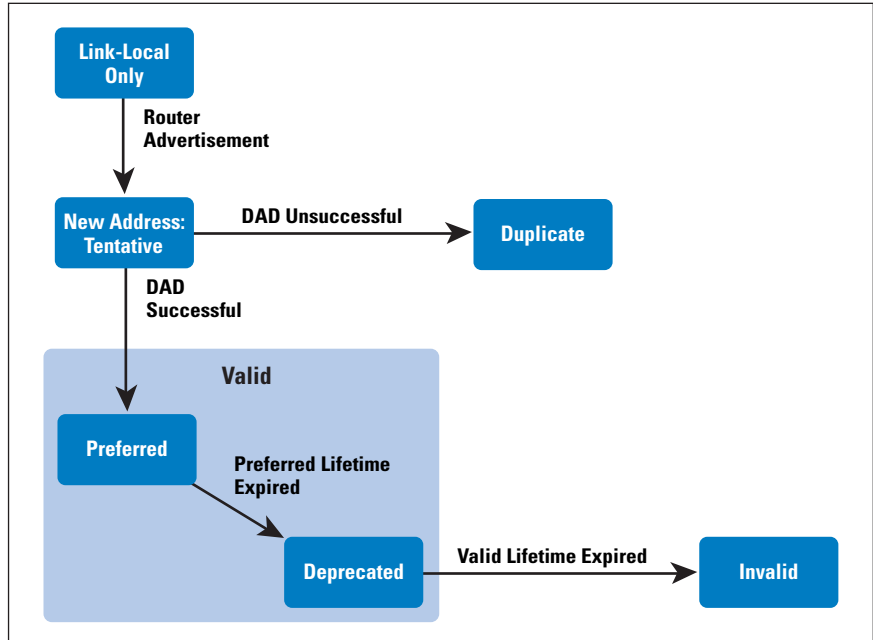 Link-Local
Only
Router
Advertisement
New Address:
Tentative
DAD Unsuccessful
Duplicate
DAD
Successful
Valid
Preferred
Preferred Lifetime
Expired
Deprecated
Valid Lifetime Expired
Invalid